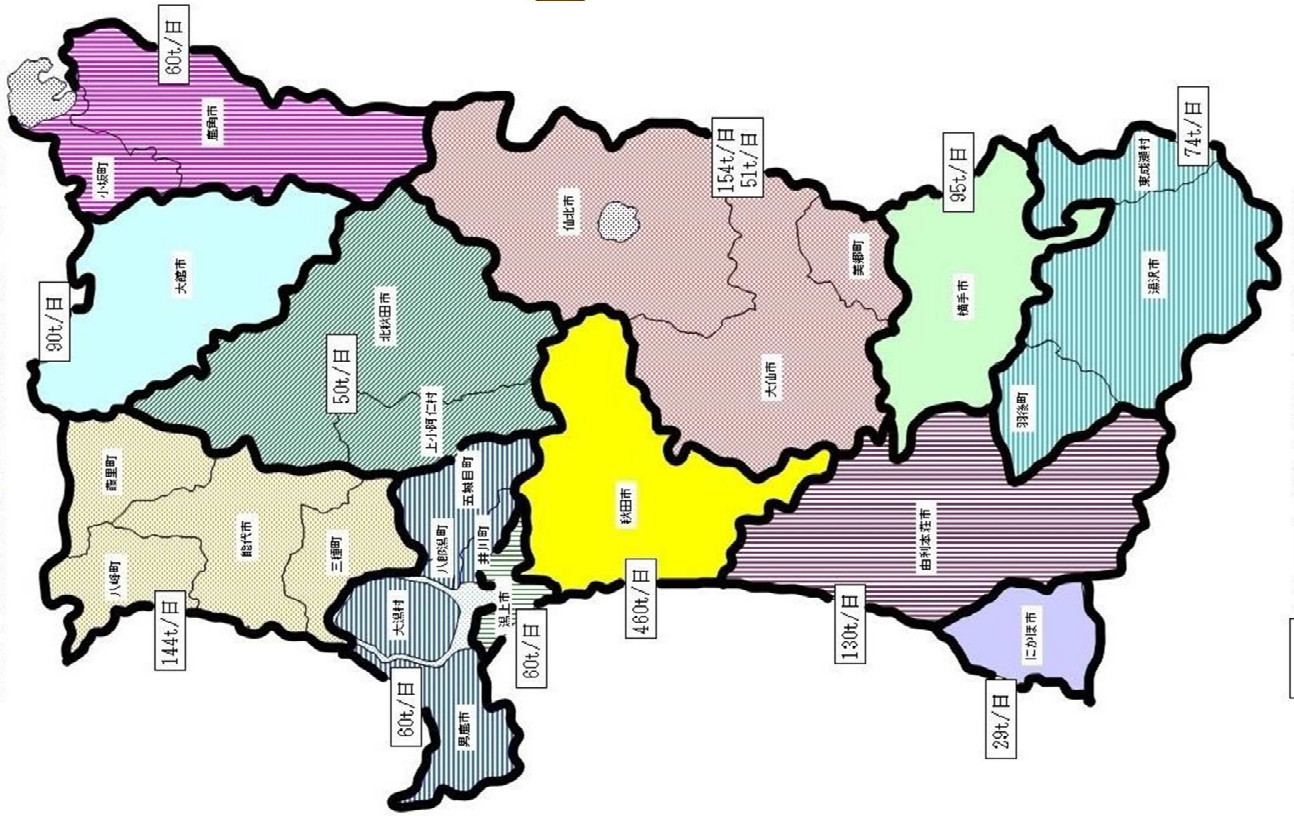 60t/日
鹿角市
小坂町
大館市
90t/日
北秋田市
50t/日
上小阿仁村
藤里町
八峰町
能代市
三種町
144t/日
五城目町
八郎潟町
井川町
大潟村
潟上市
60t/日
男鹿市
60t/日
秋田市
460t/日
仙北市
154t/日
51t/日
美郷町
大仙市
95t/日
横手市
東成瀬村
74t/日
湯沢市
羽後町
由利本荘市
130t/日
にかほ市
29t/日